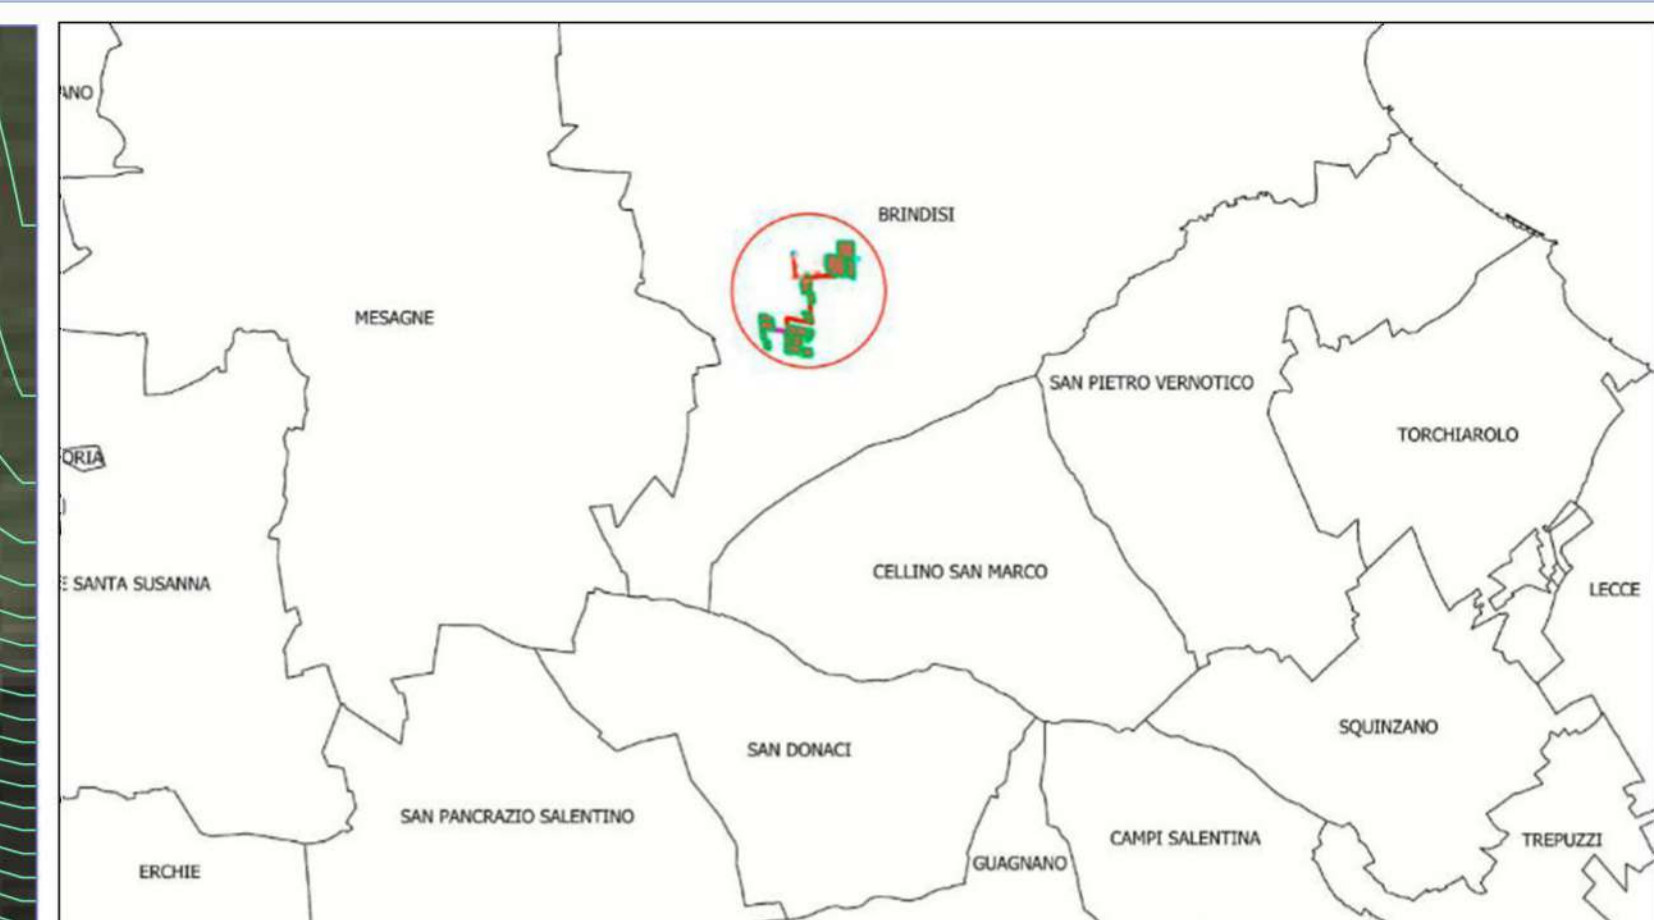 ANO
BRINDISI
MESAGNE
SAN PIETRO VERNOTICO
TORCHIAROLO
ORIA
CELLINO SAN MARCO
E SANTA SUSANNA
LECCE
SQUINZANO
SAN DONACI
SAN PANCRAZIO SALENTINO
CAMPI SALENTINA
TREPUZZI
GUAGNANO
ERCHIE